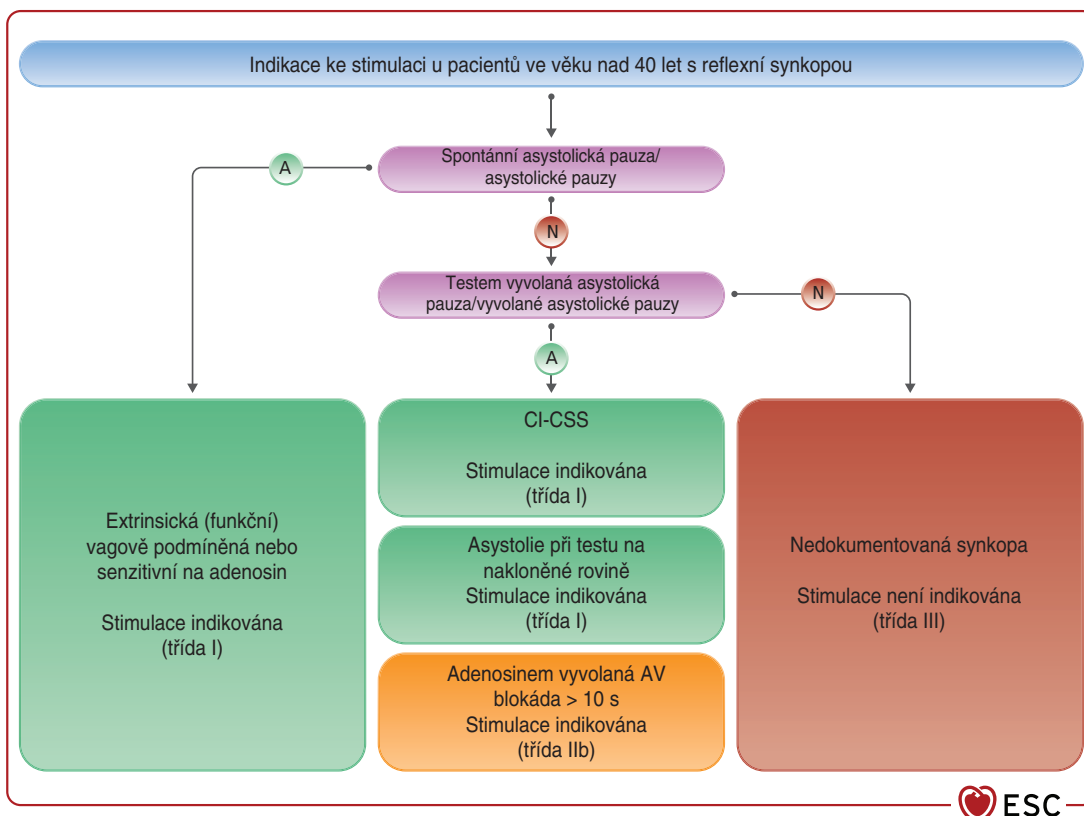 Indikace ke stimulaci u pacientů ve věku nad 40 let s reflexní synkopou
Spontánní asystolická pauza/
asystolické pauzy
A
N
Testem vyvolaná asystolická
pauza/vyvolané asystolické pauzy
N
A
Extrinsická (funkční)
vagově podmíněná nebo
senzitivní na adenosin
Stimulace indikována
(třída I)
CI-CSS
Stimulace indikována
(třída I)
Asystolie při testu na
nakloněné rovině
Stimulace indikována
(třída I)
Adenosinem vyvolaná AV
blokáda > 10 s
Stimulace indikována
(třída IIb)
Nedokumentovaná synkopa
Stimulace není indikována
(třída III)
ESC